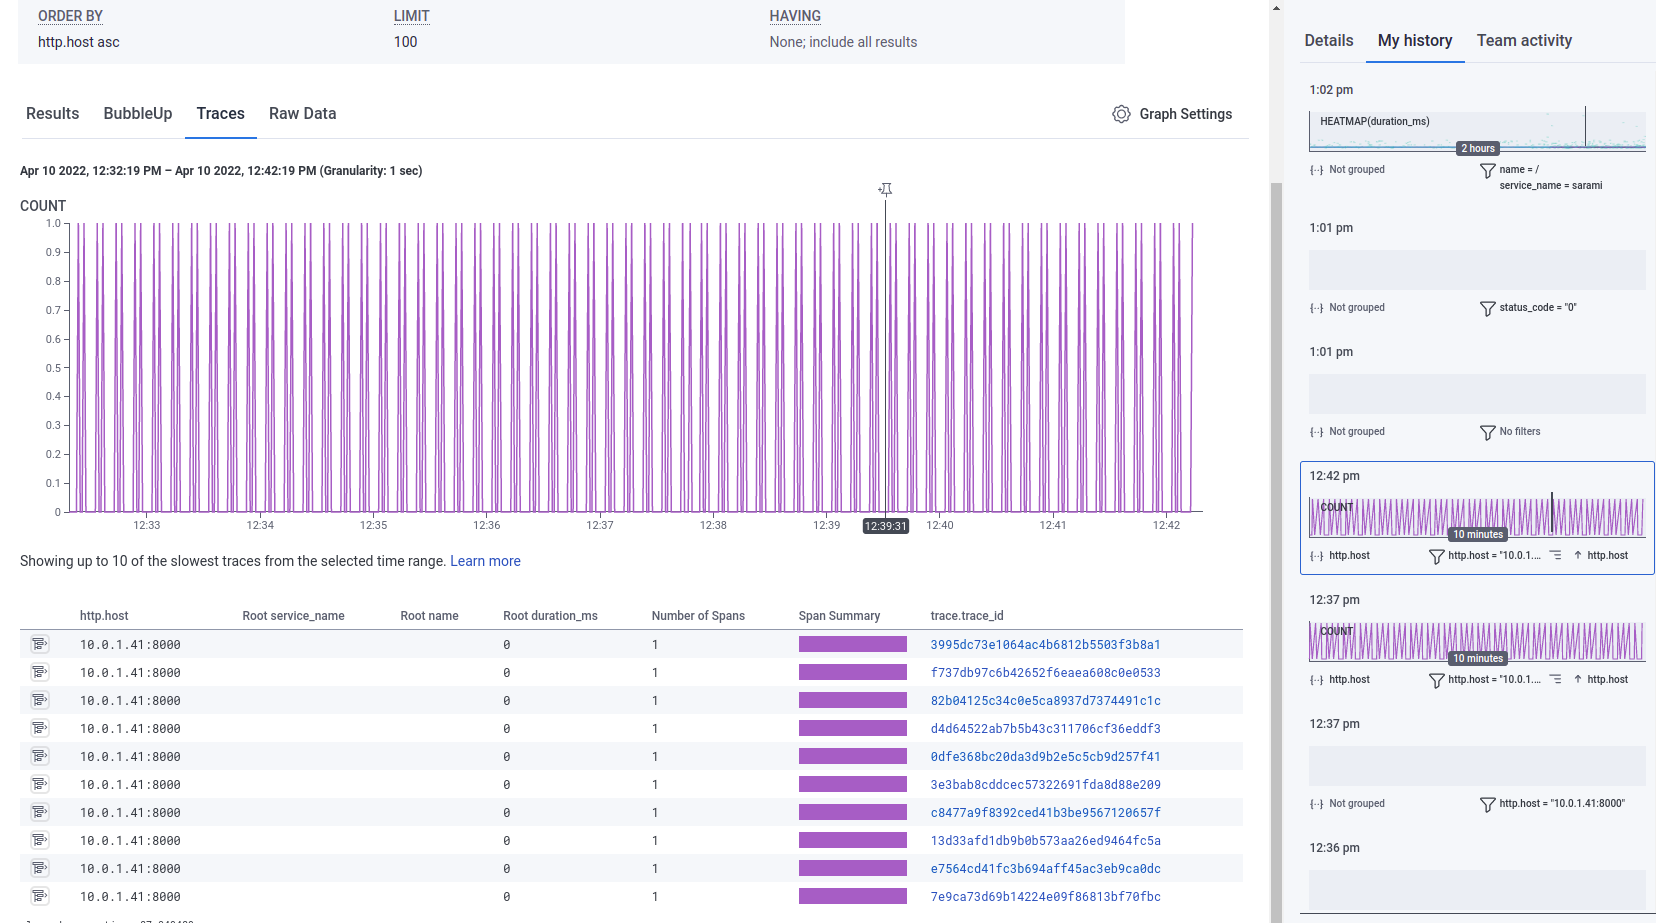 ORDER BY LIMIT HAVING
http.host asc 100 None; include all results
Results BubbleUp Traces Raw Data Graph Settings
Apr 10 2022, 12:32:19 PM – Apr 10 2022, 12:42:19 PM (Granularity: 1 sec)
COUNT
1.0
0.9
0.8
0.7
0.6
0.5
0.4
0.3
0.2
0.1
0
12:33 12:34 12:35 12:36 12:37 12:38 12:39 12:39:31 12:40 12:41 12:42
Showing up to 10 of the slowest traces from the selected time range. Learn more
http.host Root service_name Root name Root duration_ms Number of Spans Span Summary trace.trace_id
10.0.1.41:8000 0 1 3995dc73e1064ac4b6812b5503f3b8a1
10.0.1.41:8000 0 1 f737db97c6b42652f6eaea608c0e0533
10.0.1.41:8000 0 1 82b04125c34c0e5ca8937d7374491c1c
10.0.1.41:8000 0 1 d4d64522ab7b5b43c311706cf36eddf3
10.0.1.41:8000 0 1 0dfe368bc20da3d9b2e5c5cb9d257f41
10.0.1.41:8000 0 1 3e3bab8cddcec57322691fda8d88e209
10.0.1.41:8000 0 1 c8477a9f8392ced41b3be9567120657f
10.0.1.41:8000 0 1 13d33afd1db9b0b573aa26ed9464fc5a
10.0.1.41:8000 0 1 e7564cd41fc3b694aff45ac3eb9ca0dc
10.0.1.41:8000 0 1 7e9ca73d69b14224e09f86813bf70fbc
Details My history Team activity
1:02 pm
HEATMAP(duration_ms)
2 hours
Not grouped name = /
service_name = sarami
1:01 pm
Not grouped status_code = "0"
1:01 pm
Not grouped No filters
12:42 pm
COUNT
10 minutes
http.host http.host = "10.0.1.... http.host
12:37 pm
COUNT
10 minutes
http.host http.host = "10.0.1.... http.host
12:37 pm
Not grouped http.host = "10.0.1.41:8000"
12:36 pm